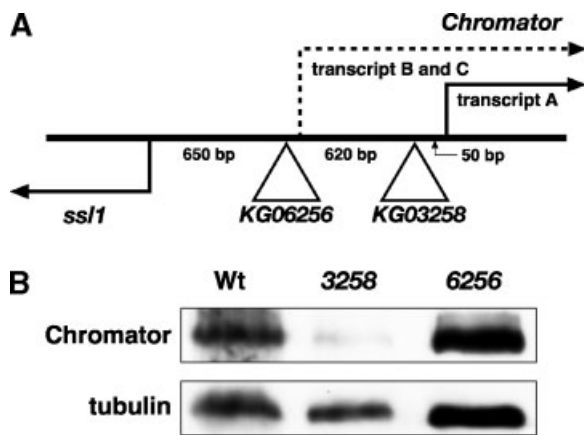 A
Chromator
transcript B and C
transcript A
650 bp
620 bp
50 bp
ssl1
KG06256
KG03258
B
Wt 3258 6256
Chromator
tubulin